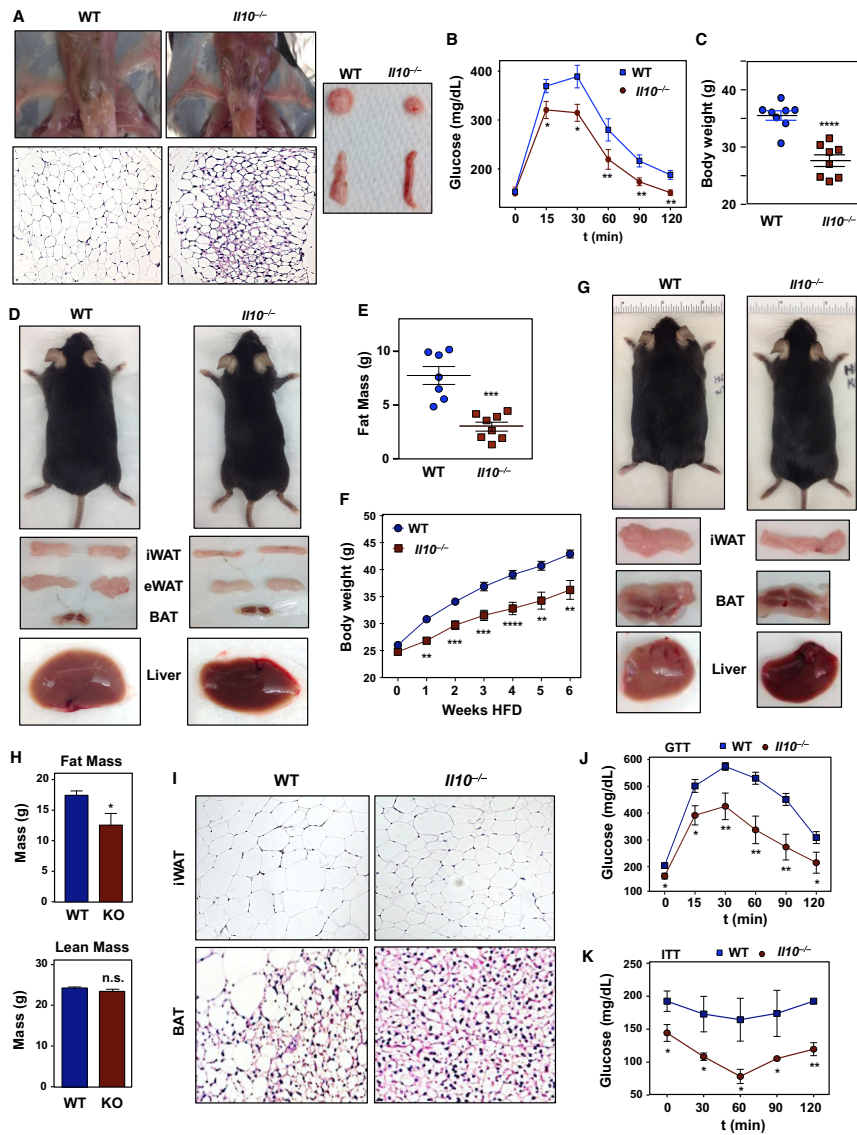 A
WT
Il10–/–
WT
Il10–/–
B
Glucose (mg/dL)
400
300
200
WT
Il10–/–
*
*
**
**
**
0 15 30 60 90 120
t (min)
C
Body weight (g)
40
30
20
****
WT
Il10–/–
D
WT
Il10–/–
iWAT
eWAT
BAT
Liver
E
Fat Mass (g)
10
5
0
***
WT
Il10–/–
F
Body weight (g)
50
45
40
35
30
25
20
WT
Il10–/–
**
***
***
****
**
**
0 1 2 3 4 5 6
Weeks HFD
G
WT
Il10–/–
iWAT
BAT
Liver
H
Fat Mass
Mass (g)
20
15
10
5
0
*
WT KO
Lean Mass
Mass (g)
30
20
10
0
n.s.
WT KO
I
WT
Il10–/–
iWAT
BAT
J
GTT
WT
Il10–/–
Glucose (mg/dL)
600
500
400
300
200
100
*
*
**
**
**
*
0 15 30 60 90 120
t (min)
K
ITT
WT
Il10–/–
Glucose (mg/dL)
250
200
150
100
50
0
*
*
*
*
**
0 30 60 90 120
t (min)